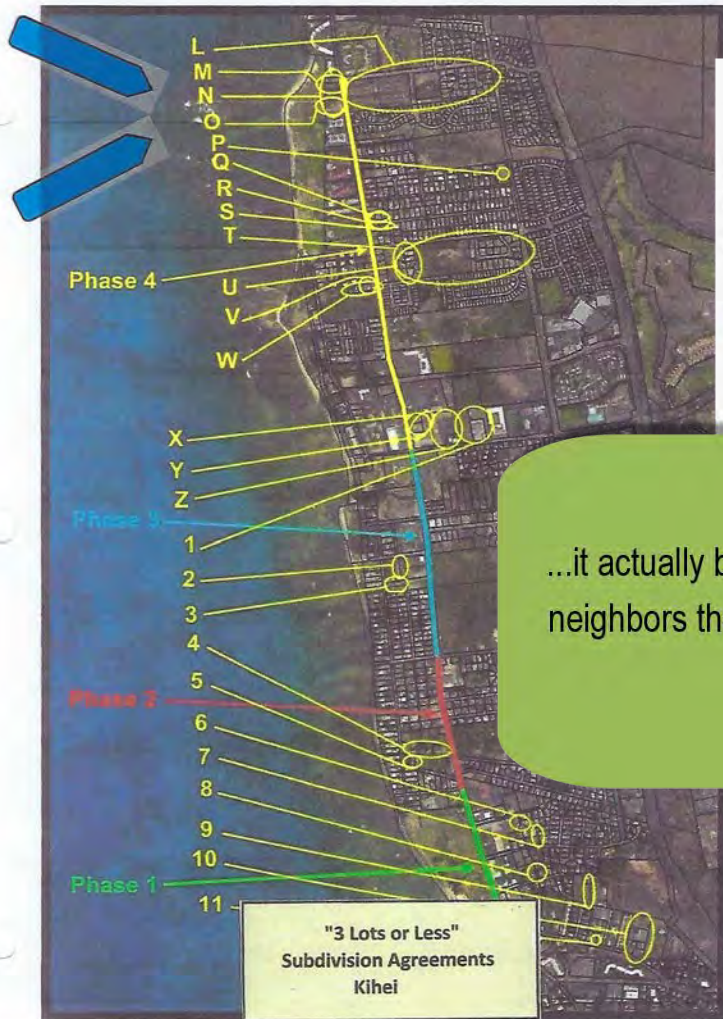 L
M
N
O
P
Q
R
S
T
Phase 4
U
V
W
X
Y
Z
Phase 3
1
2
3
4
5
Phase 2
6
7
8
9
10
Phase 1
11
"3 Lots or Less"
Subdivision Agreements
Kihei
...it actually b
neighbors th